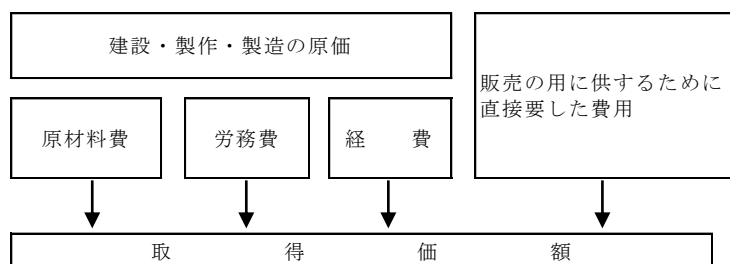 建設・製作・製造の原価
販売の用に供するために
直接要した費用
原材料費
労務費
経　費
取　得　価　額